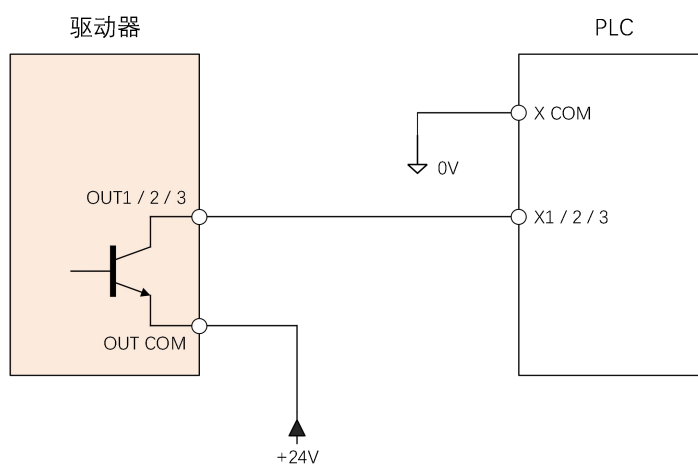 驱动器
PLC
X COM
0V
OUT1 / 2 / 3
X1 / 2 / 3
OUT COM
+24V